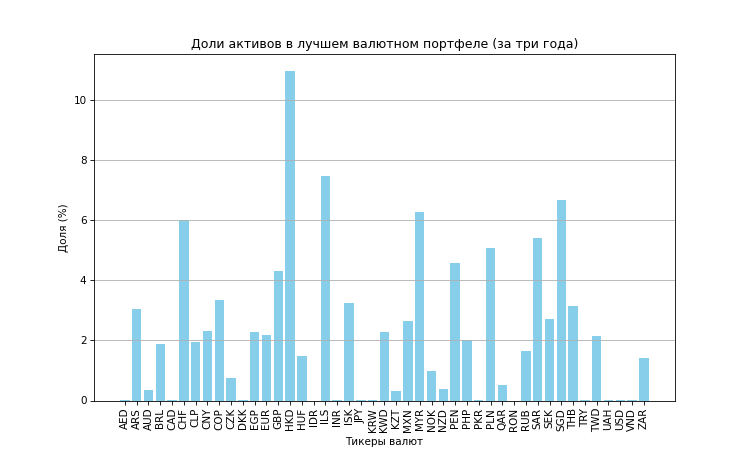 Доли активов в лучшем валютном портфеле (за три года)
Доля (%)
10
8
6
4
2
0
AED
ARS
AUD
BRL
CAD
CHF
CLP
CNY
COP
CZK
DKK
EGP
EUR
GBP
HKD
HUF
IDR
ILS
INR
ISK
JPY
KRW
KWD
KZT
MXN
MYR
NOK
NZD
PEN
PHP
PKR
PLN
QAR
RON
RUB
SAR
SEK
SGD
THB
TRY
TWD
UAH
USD
VND
ZAR
Тикеры валют